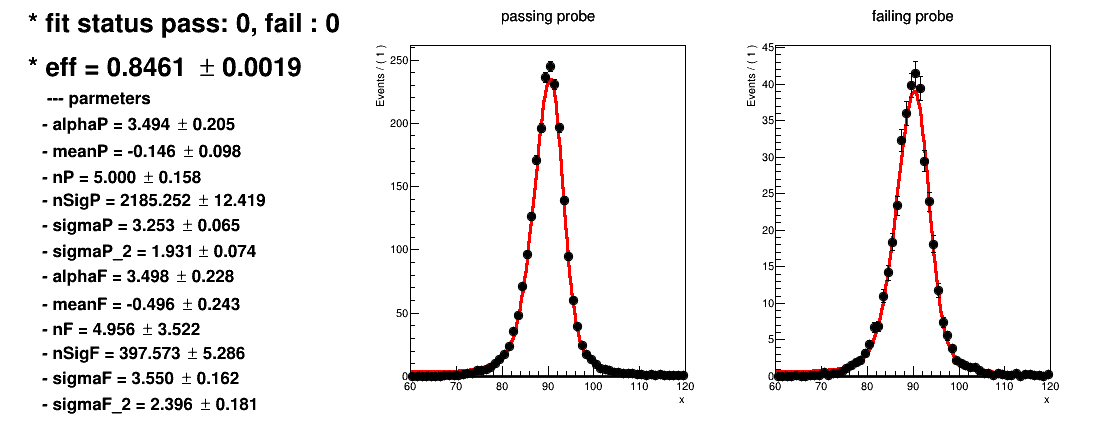 * fit status pass: 0, fail : 0
* eff = 0.8461 ± 0.0019
--- parmeters
- alphaP = 3.494 ± 0.205
- meanP = -0.146 ± 0.098
- nP = 5.000 ± 0.158
- nSigP = 2185.252 ± 12.419
- sigmaP = 3.253 ± 0.065
- sigmaP_2 = 1.931 ± 0.074
- alphaF = 3.498 ± 0.228
- meanF = -0.496 ± 0.243
- nF = 4.956 ± 3.522
- nSigF = 397.573 ± 5.286
- sigmaF = 3.550 ± 0.162
- sigmaF_2 = 2.396 ± 0.181
passing probe
Events / ( 1 )
250
200
150
100
50
0
60 70 80 90 100 110 120
x
failing probe
Events / ( 1 )
45
40
35
30
25
20
15
10
5
0
60 70 80 90 100 110 120
x